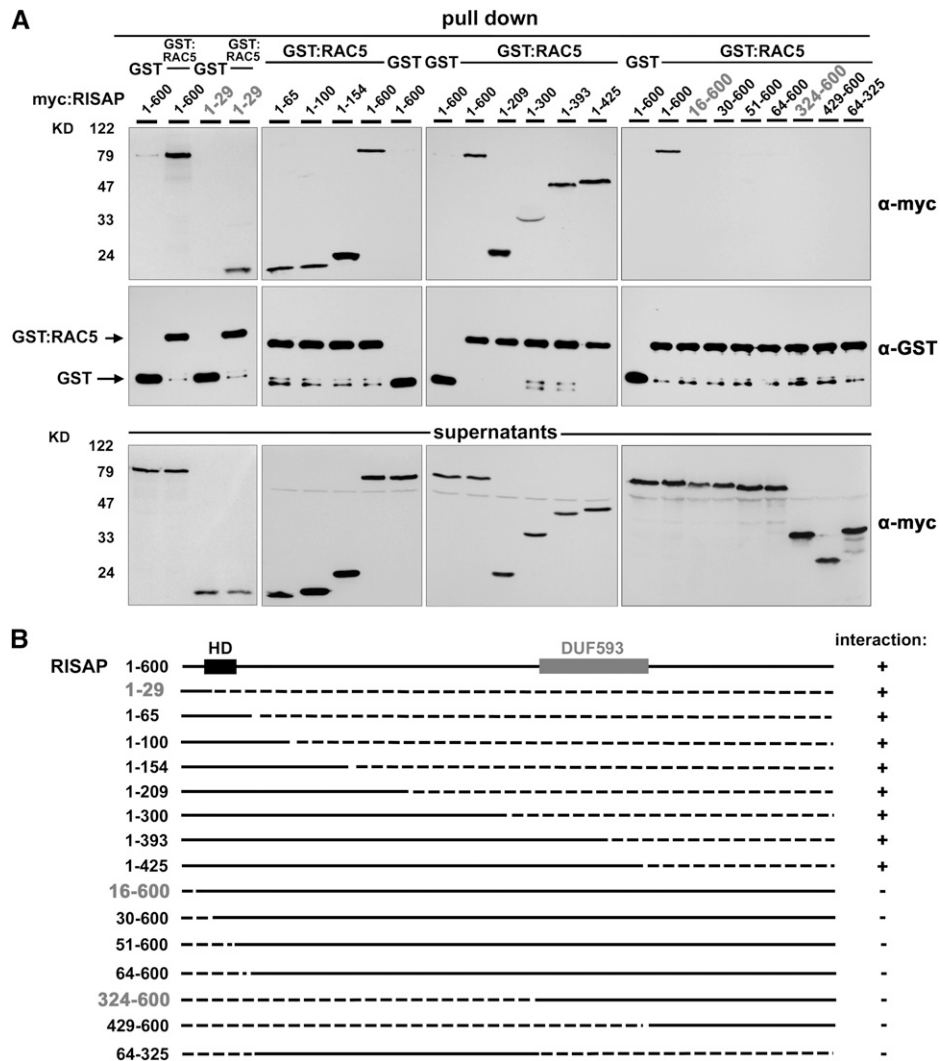 A
pull down
GST GST:RAC5 GST GST:RAC5 GST:RAC5 GST GST GST:RAC5 GST GST:RAC5
myc:RISAP 1-600 1-600 1-29 1-29 1-65 1-100 1-154 1-600 1-600 1-600 1-600 1-209 1-300 1-393 1-425 1-600 1-600 16-600 30-600 51-600 64-600 324-600 429-600 64-325
KD 122
79
47
33
24
α-myc
GST:RAC5
GST
α-GST
supernatants
KD 122
79
47
33
24
α-myc
B
HD DUF593 interaction:
RISAP 1-600 +
1-29 +
1-65 +
1-100 +
1-154 +
1-209 +
1-300 +
1-393 +
1-425 +
16-600 -
30-600 -
51-600 -
64-600 -
324-600 -
429-600 -
64-325 -